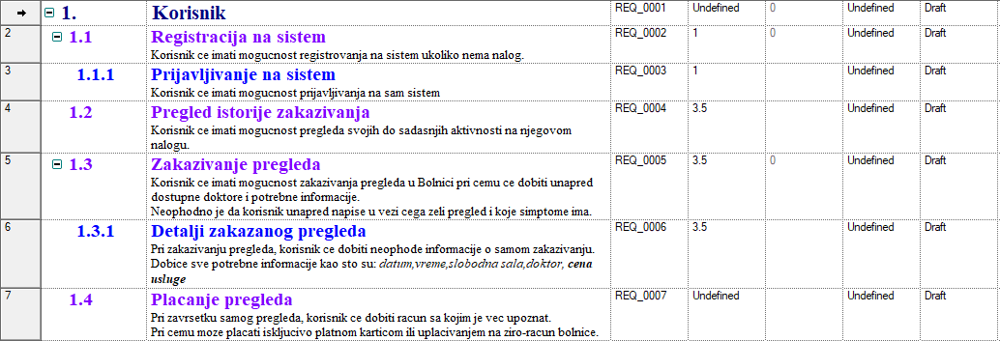 1. Korisnik REQ_0001 Undefined 0 Undefined Draft
2 1.1 Registracija na sistem REQ_0002 1 0 Undefined Draft
Korisnik ce imati mogucnost registrovanja na sistem ukoliko nema nalog.
3 1.1.1 Prijavljivanje na sistem REQ_0003 1 Undefined Draft
Korisnik ce imati mogucnost prijavljivanja na sam sistem
4 1.2 Pregled istorije zakazivanja REQ_0004 3.5 Undefined Draft
Korisnik ce imati mogucnost pregleda svojih do sadasnjih aktivnosti na njegovom
nalogu.
5 1.3 Zakazivanje pregleda REQ_0005 3.5 0 Undefined Draft
Korisnik ce imati mogucnost zakazivanja pregleda u Bolnici pri cemu ce dobiti unapred
dostupne doktore i potrebne informacije.
Neophodno je da korisnik unapred napise u vezi cega zeli pregled i koje simptome ima.
6 1.3.1 Detalji zakazanog pregleda REQ_0006 3.5 Undefined Draft
Pri zakazivanju pregleda, korisnik ce dobiti neophode informacije o samom zakazivanju.
Dobice sve potrebne informacije kao sto su: datum,vreme,slobodna sala,doktor, cena
usluge
7 1.4 Placanje pregleda REQ_0007 Undefined Undefined Draft
Pri zavrsetku samog pregleda, korisnik ce dobiti racun sa kojim je vec upoznat.
Pri cemu moze placati iskljucivo platnom karticom ili uplacivanjem na ziro-racun bolnice.